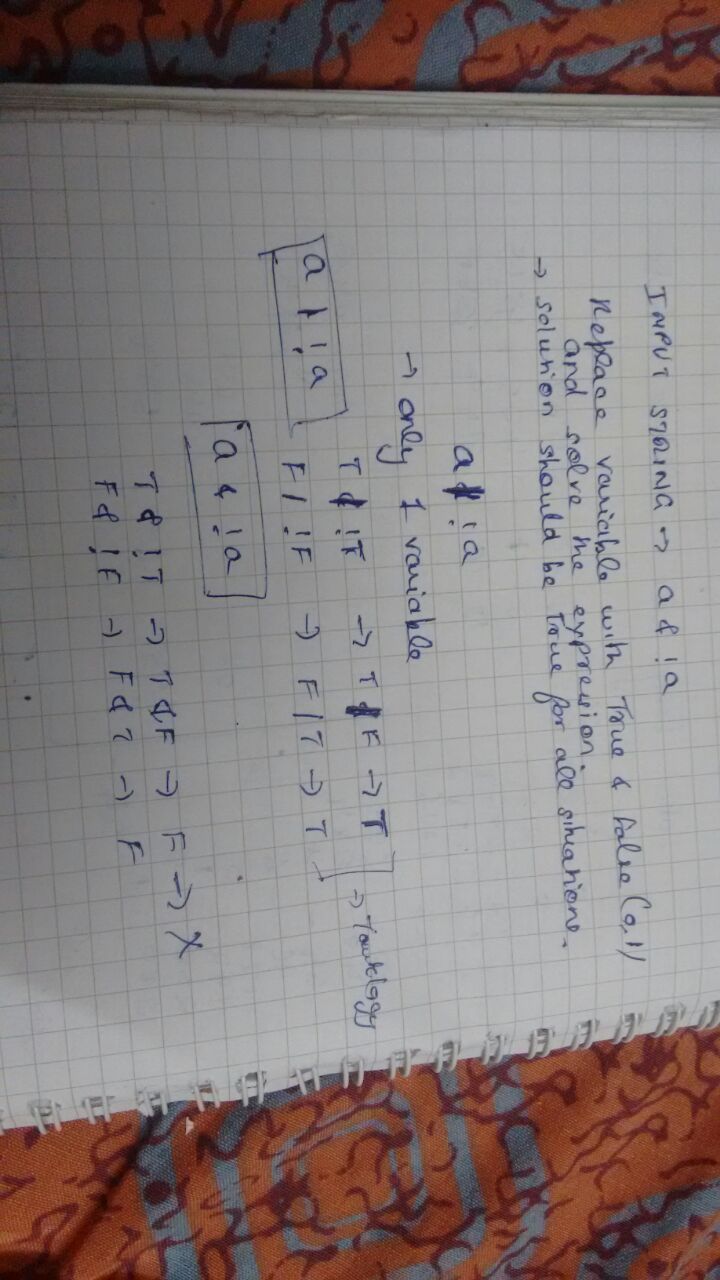 INPUT STRING → a & !a
Replace variable with True & False (0,1)
and solve the expression.
→ solution should be True for all situations.
a | !a
→ only 1 variable
a | !a
T | !F → T | F → T
F | !F → F | T → T
→ Tautology
a & !a
T & !T → T & F → F → X
F & !F → F & T → F